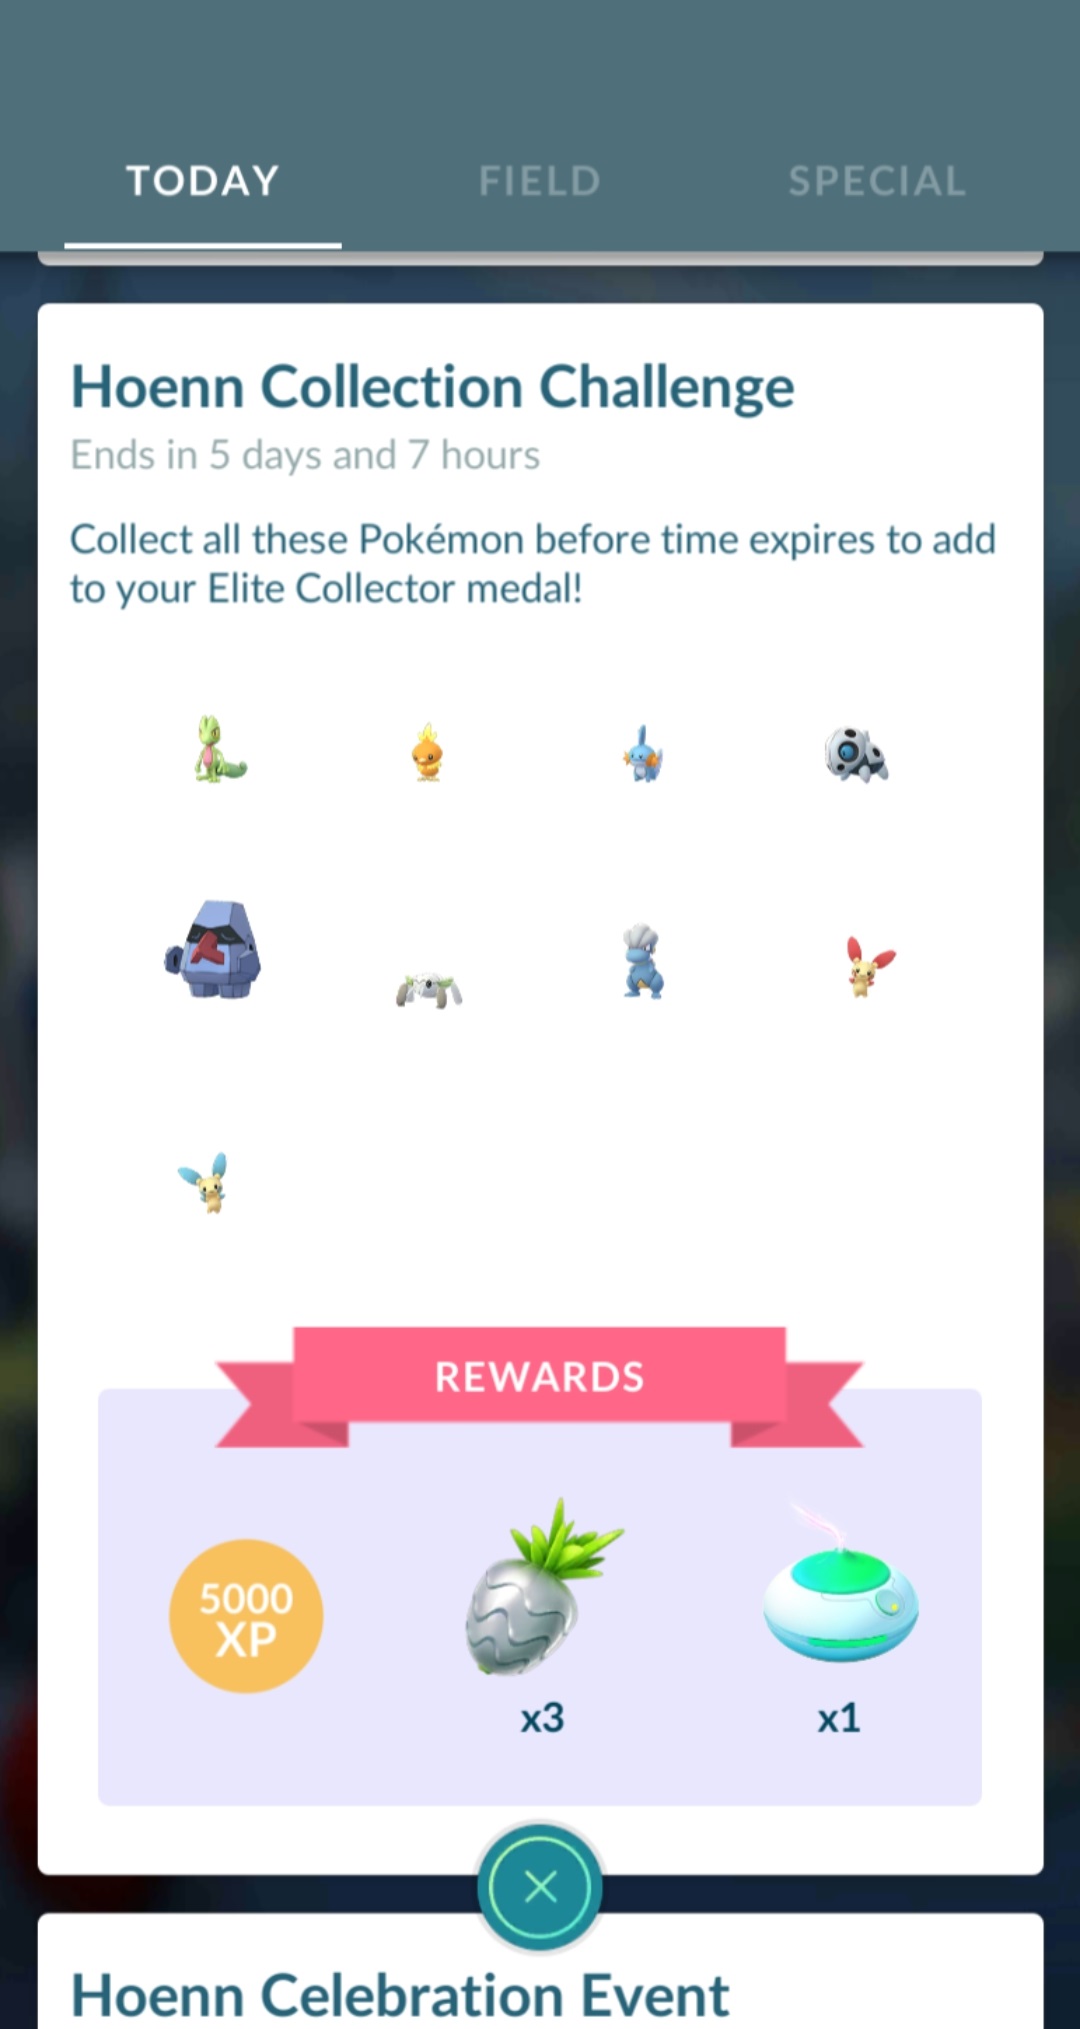 TODAY
FIELD
SPECIAL
Hoenn Collection Challenge
Ends in 5 days and 7 hours
Collect all these Pokémon before time expires to add
to your Elite Collector medal!
REWARDS
5000
XP
x3
x1
Hoenn Celebration Event